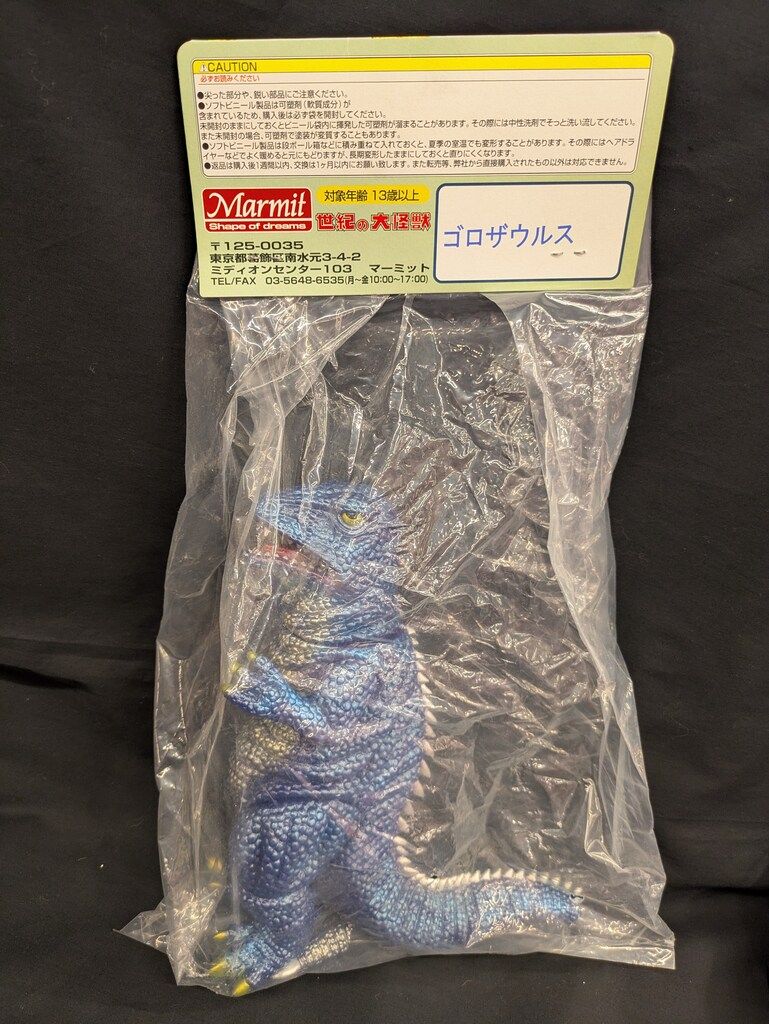 ⚠CAUTION
必ずお読みください
●尖った部分や、鋭い部品にご注意ください。
●ソフトビニール製品は可塑剤(軟質成分)が
含まれているため、購入後は必ず袋を開封してください。
未開封のままにしておくとビニール袋内に揮発した可塑剤が溜まることがあります。その際には中性洗剤でそっと洗い流してください。
また未開封の場合、可塑剤で塗装が変質することもあります。
●ソフトビニール製品は段ボール箱などに積み重ねて入れておくと、夏季の室温でも変形することがあります。その際にはヘアドラ
イヤーなどでよく暖めると元にもどりますが、長期変形したままにしておくと直りにくくなります。
●返品は購入後1週間以内、交換は1ヶ月以内にお願い致します。また転売等、弊社から直接購入されたもの以外は対応できません。
Marmit
Shape of dreams
対象年齢 13歳以上
世紀の大怪獣
〒125-0035
東京都葛飾区南水元3-4-2
ミディオンセンター103 マーミット
TEL/FAX 03-5648-6535(月〜金10:00〜17:00)
ゴロザウルス